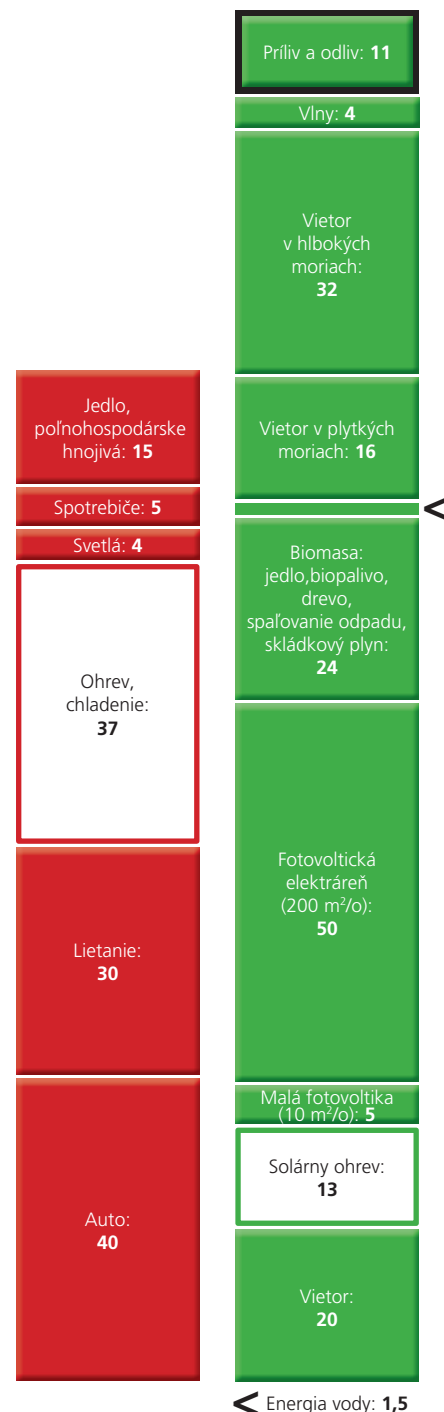 Jedlo,
poľnohospodárske
hnojivá: 15
Spotrebiče: 5
Svetlá: 4
Ohrev,
chladenie:
37
Lietanie:
30
Auto:
40
Príliv a odliv: 11
Vlny: 4
Vietor
v hlbokých
moriach:
32
Vietor v plytkých
moriach: 16
<
Biomasa:
jedlo,biopalivo,
drevo,
spaľovanie odpadu,
skládkový plyn:
24
Fotovoltická
elektráreň
(200 m²/o):
50
Malá fotovoltika
(10 m²/o): 5
Solárny ohrev:
13
Vietor:
20
< Energia vody: 1,5